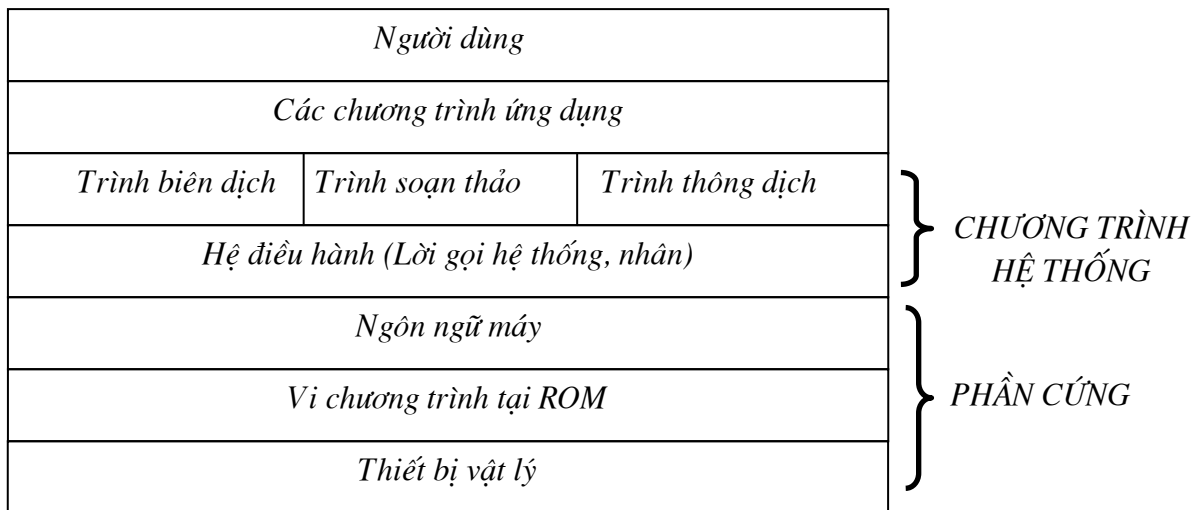 Người dùng
Các chương trình ứng dụng
Trình biên dịch
Trình soạn thảo
Trình thông dịch
Hệ điều hành (Lời gọi hệ thống, nhân)
CHƯƠNG TRÌNH
HỆ THỐNG
Ngôn ngữ máy
Vi chương trình tại ROM
PHẦN CỨNG
Thiết bị vật lý